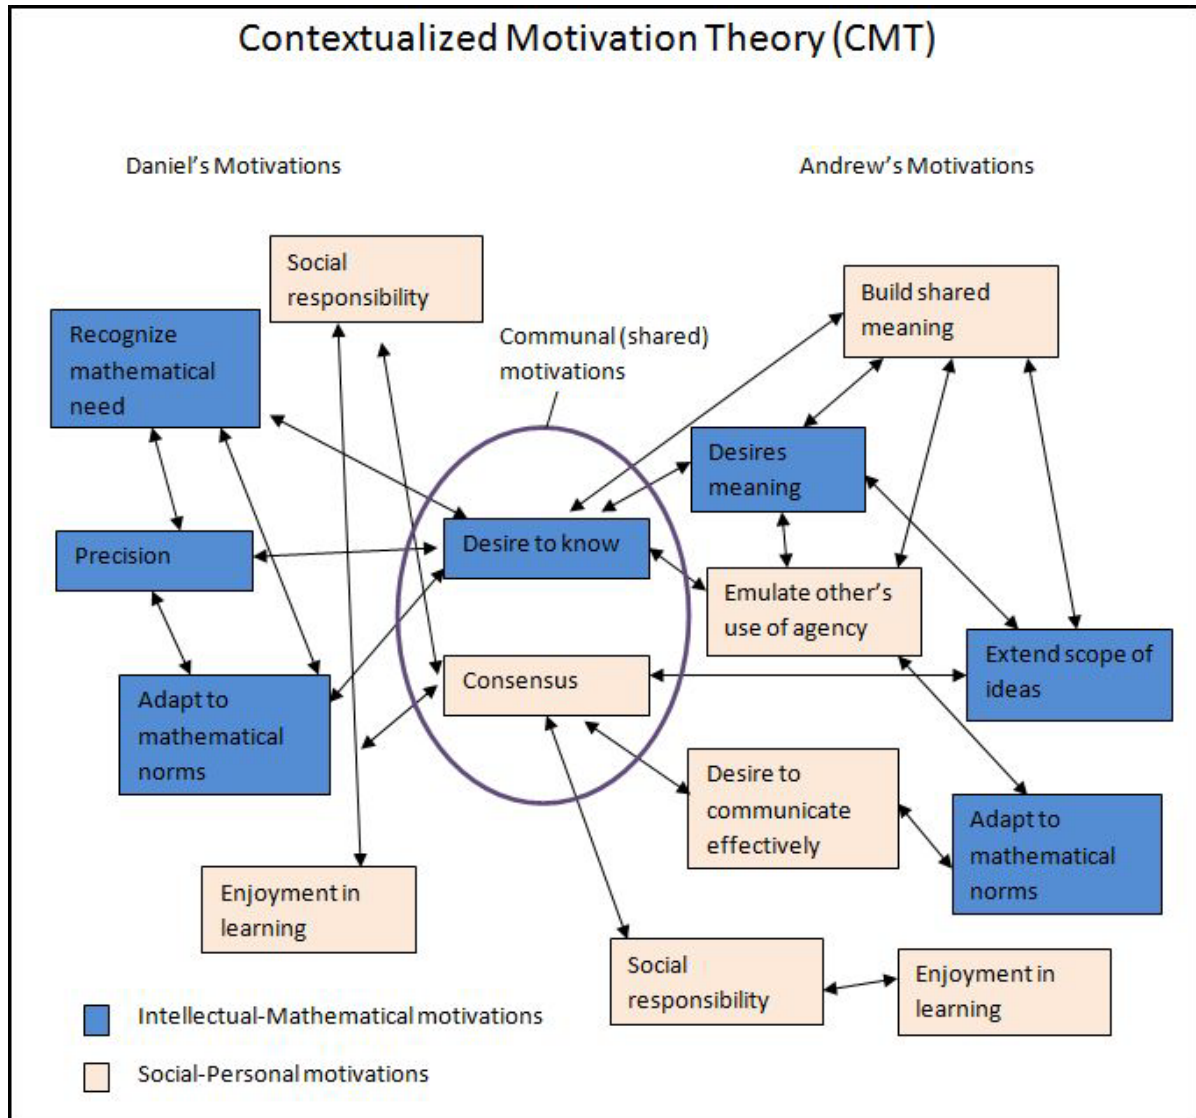 Contextualized Motivation Theory (CMT)
Daniel's Motivations
Andrew's Motivations
Social
responsibility
Build shared
meaning
Recognize
mathematical
need
Communal (shared)
motivations
Desires
meaning
Precision
Desire to know
Emulate other's
use of agency
Extend scope of
ideas
Consensus
Adapt to
mathematical
norms
Desire to
communicate
effectively
Adapt to
mathematical
norms
Enjoyment in
learning
Social
responsibility
Enjoyment in
learning
Intellectual-Mathematical motivations
Social-Personal motivations